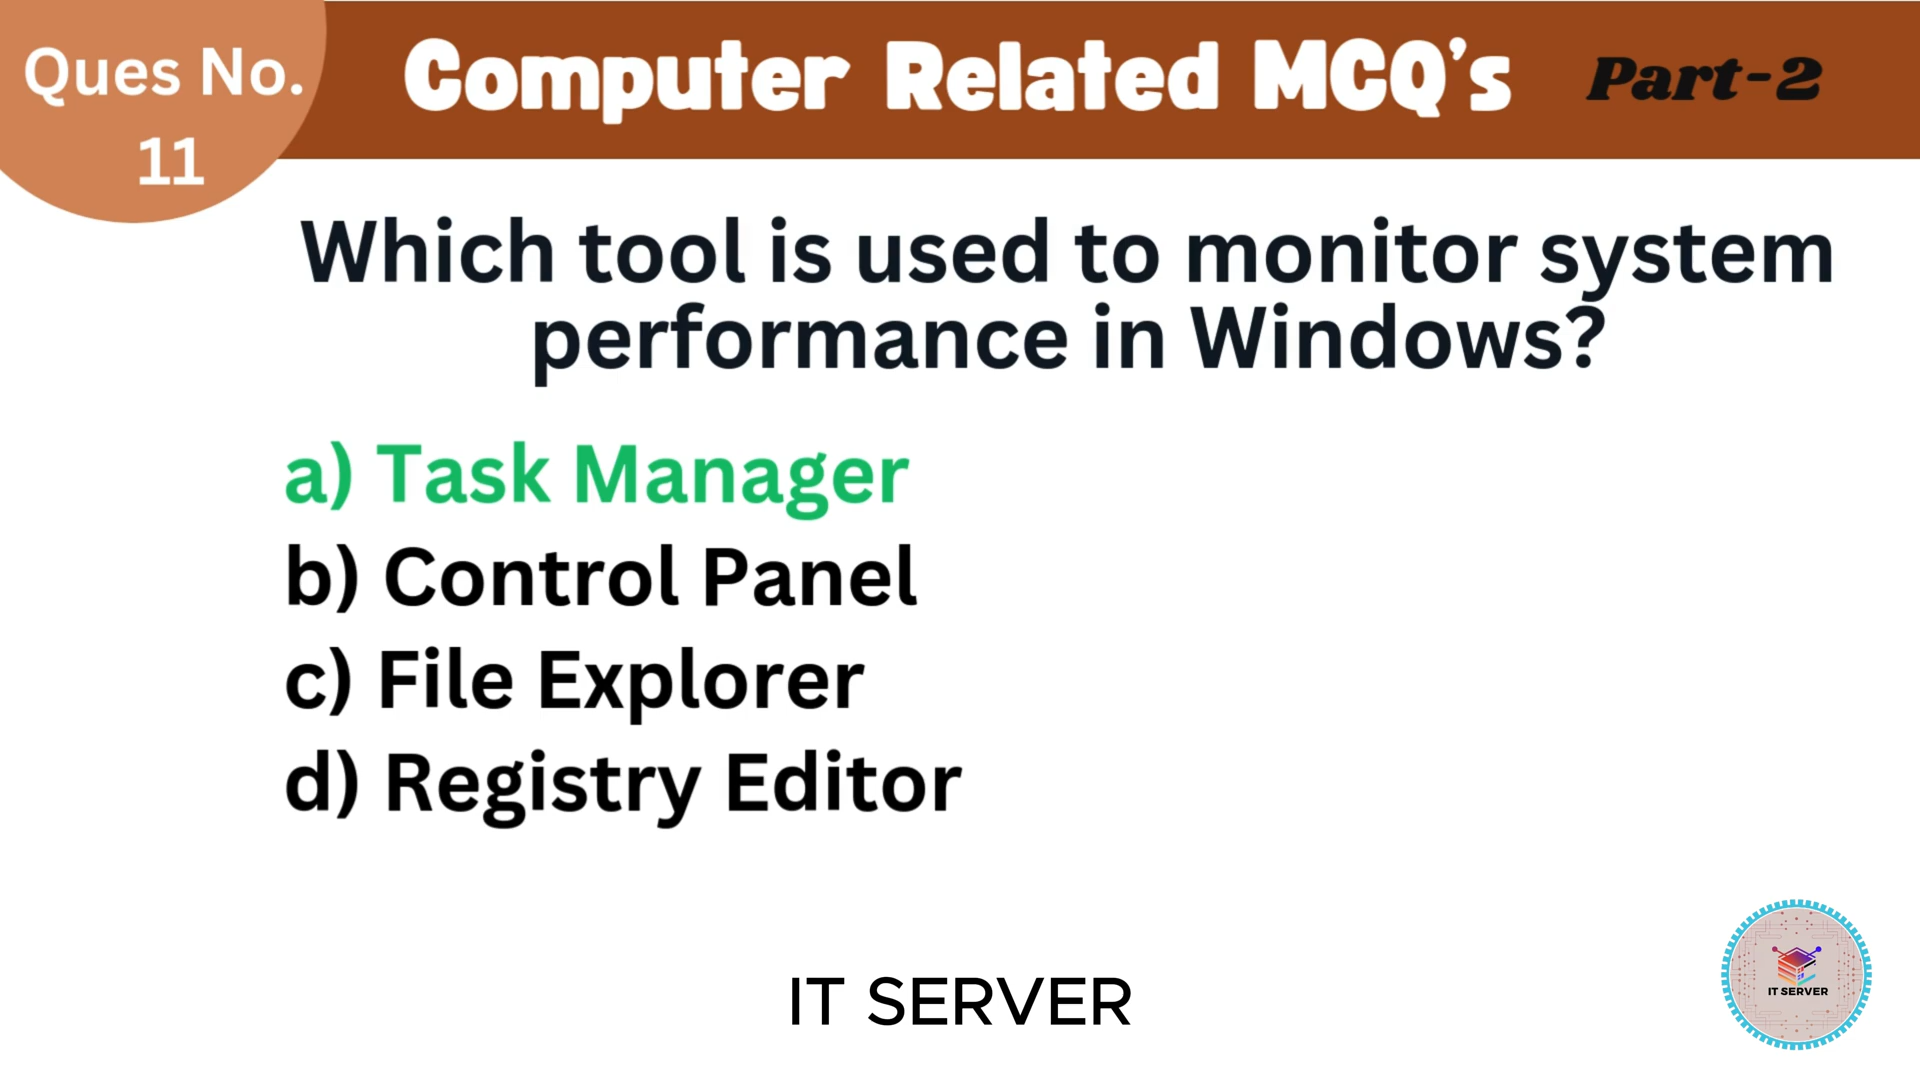 Ques No.
11
Computer Related MCQ's Part-2
Which tool is used to monitor system
performance in Windows?
a) Task Manager
b) Control Panel
c) File Explorer
d) Registry Editor
IT SERVER
IT SERVER